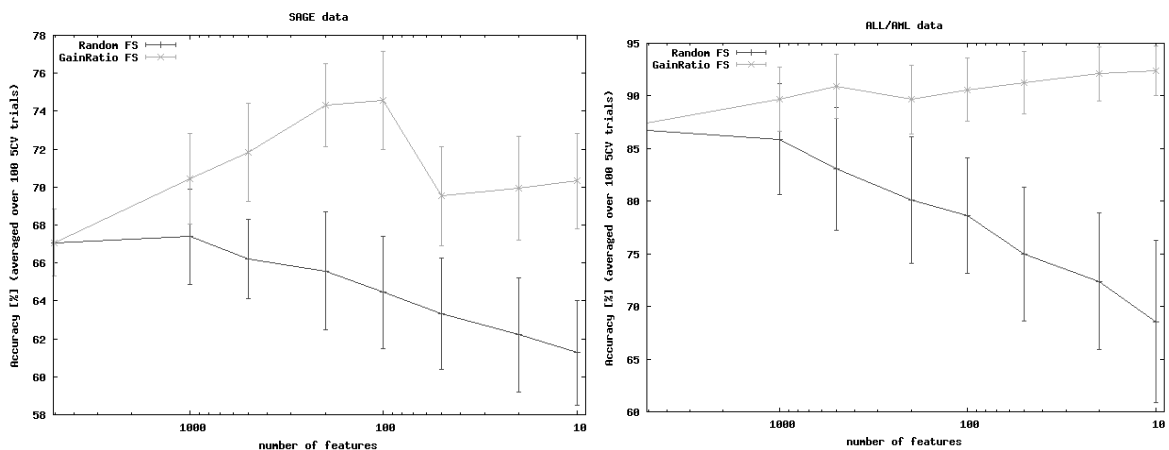 SAGE data
Accuracy [%] (averaged over 100 5CV trials)
78
76
74
72
70
68
66
64
62
60
58
Random FS
GainRatio FS
1000
100
10
number of features
ALL/AML data
Accuracy [%] (averaged over 100 5CV trials)
95
90
85
80
75
70
65
60
Random FS
GainRatio FS
1000
100
10
number of features